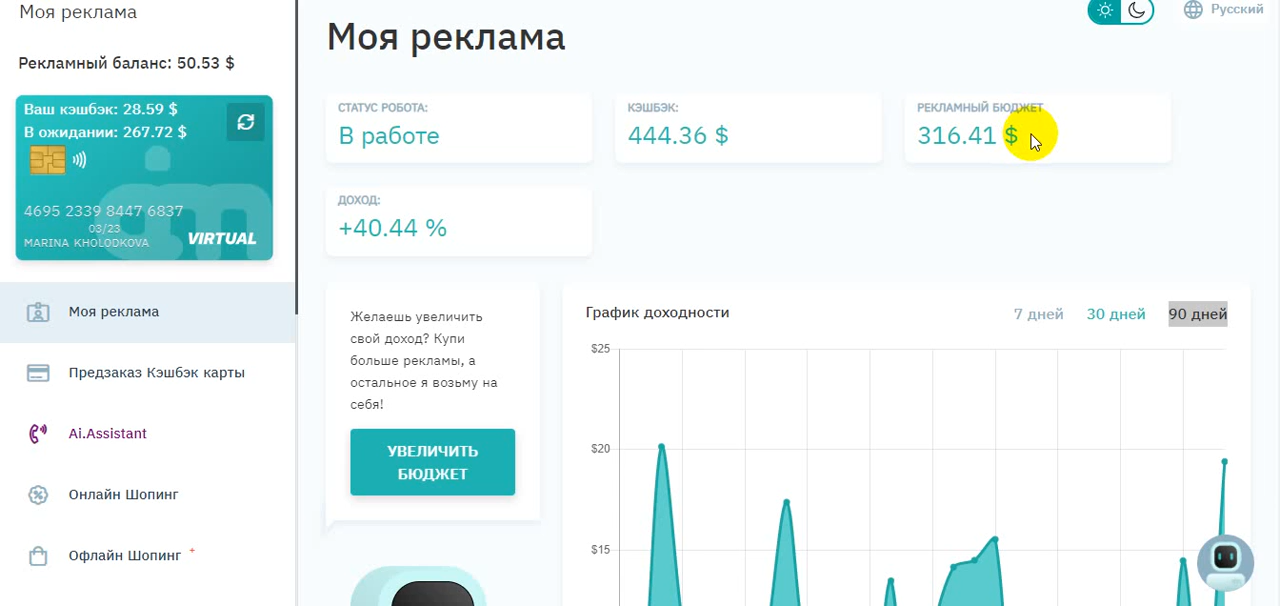 Моя реклама
Рекламный баланс: 50.53 $
Ваш кэшбэк: 28.59 $
В ожидании: 267.72 $
4695 2339 8447 6837
03/23
MARINA KHOLODKOVA
VIRTUAL
Моя реклама
Предзаказ Кэшбэк карты
Ai.Assistant
Онлайн Шопинг
Офлайн Шопинг +
Русский
Моя реклама
СТАТУС РОБОТА:
В работе
КЭШБЕК:
444.36 $
РЕКЛАМНЫЙ БЮДЖЕТ
316.41 $
ДОХОД:
+40.44 %
Желаешь увеличить
свой доход? Купи
больше рекламы, а
остальное я возьму на
себя!
УВЕЛИЧИТЬ
БЮДЖЕТ
График доходности
7 дней 30 дней 90 дней
$25
$20
$15